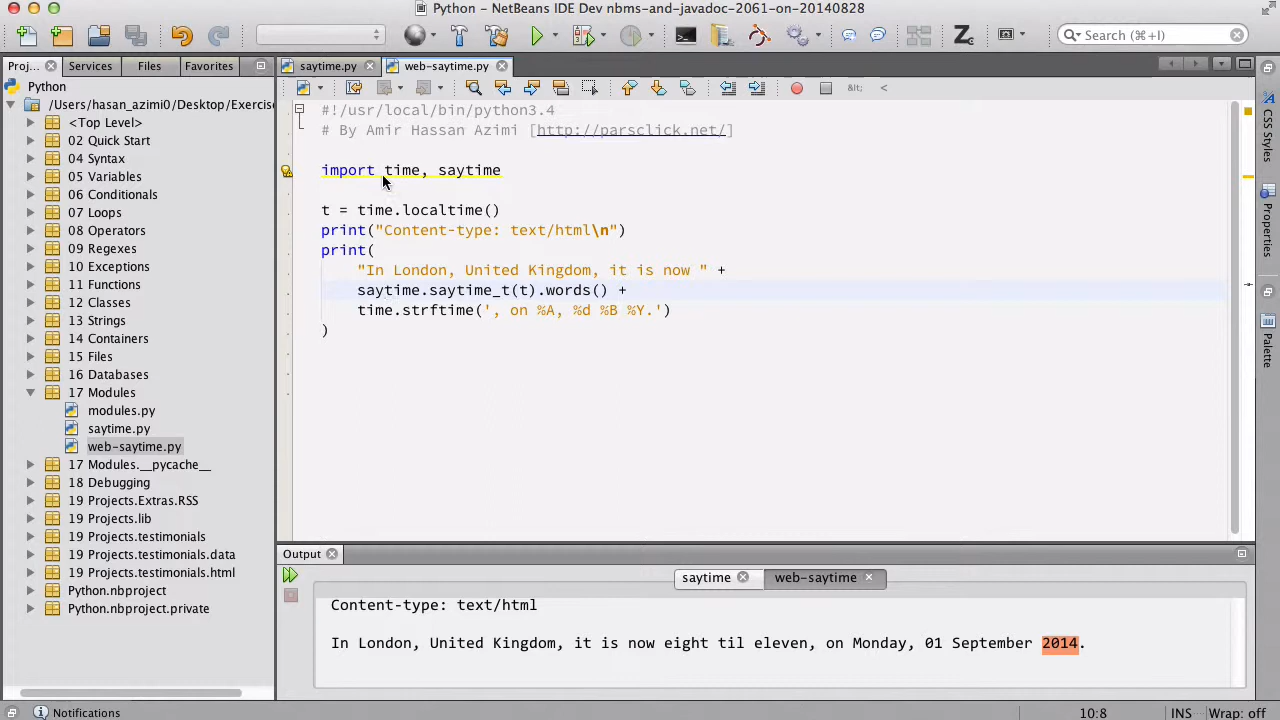 Python - NetBeans IDE Dev nbms-and-javadoc-2061-on-20140828
Search (⌘+I)
Proj...
Services
Files
Favorites
saytime.py
web-saytime.py
Python
/Users/hasan_azimi0/Desktop/Exercise
<Top Level>
02 Quick Start
04 Syntax
05 Variables
06 Conditionals
07 Loops
08 Operators
09 Regexes
10 Exceptions
11 Functions
12 Classes
13 Strings
14 Containers
15 Files
16 Databases
17 Modules
modules.py
saytime.py
web-saytime.py
17 Modules.__pycache__
18 Debugging
19 Projects.Extras.RSS
19 Projects.lib
19 Projects.testimonials
19 Projects.testimonials.data
19 Projects.testimonials.html
Python.nbproject
Python.nbproject.private
#!/usr/local/bin/python3.4
# By Amir Hassan Azimi [http://parsclick.net/]
import time, saytime
t = time.localtime()
print("Content-type: text/html\n")
print(
"In London, United Kingdom, it is now " +
saytime.saytime_t(t).words() +
time.strftime(', on %A, %d %B %Y.')
)
CSS Styles
Properties
Palette
Output
saytime
web-saytime
Content-type: text/html
In London, United Kingdom, it is now eight til eleven, on Monday, 01 September 2014.
Notifications
10:8
INS
Wrap: off